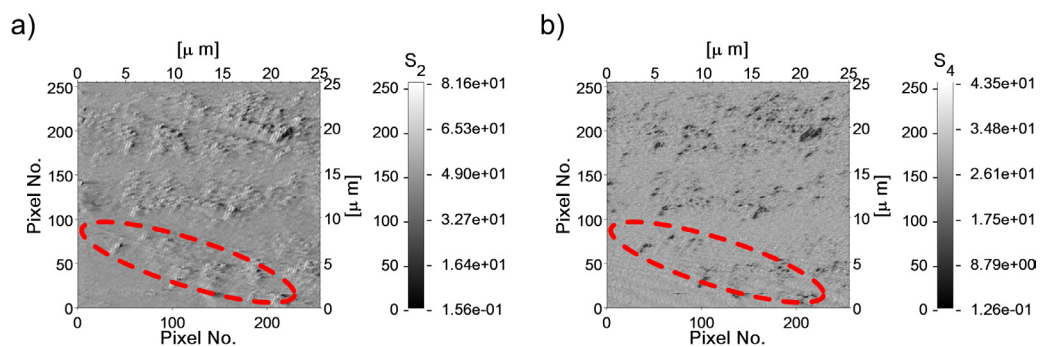 a)
[μ m]
0 5 10 15 20 25
S2
250 200 150 100 50 0
Pixel No.
0 100 200
Pixel No.
25 20 15 10 5 0
[μ m]
250 200 150 100 50 0
8.16e+01
6.53e+01
4.90e+01
3.27e+01
1.64e+01
1.56e-01
b)
[μ m]
0 5 10 15 20 25
S4
250 200 150 100 50 0
Pixel No.
0 100 200
Pixel No.
25 20 15 10 5 0
[μ m]
250 200 150 100 50 0
4.35e+01
3.48e+01
2.61e+01
1.75e+01
8.79e+00
1.26e-01